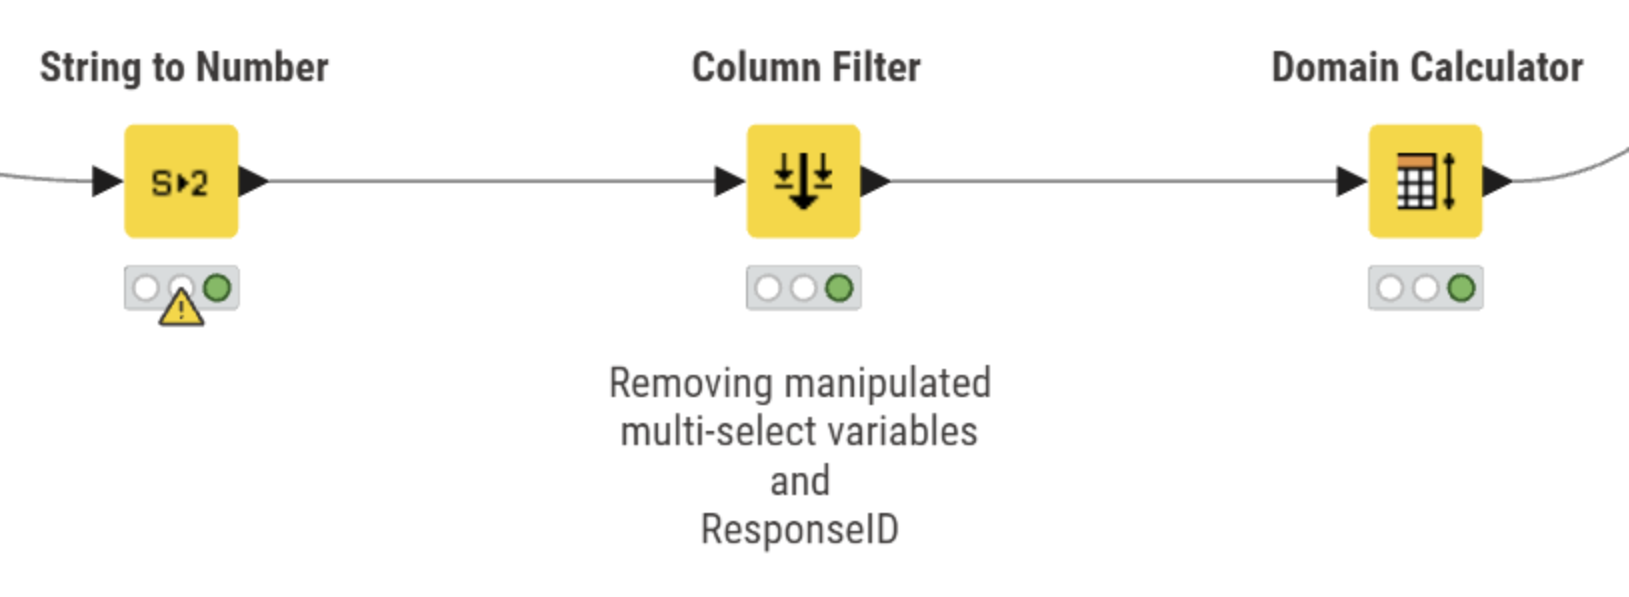 String to Number
Column Filter
Domain Calculator
S▸2
Removing manipulated
multi-select variables
and
ResponseID